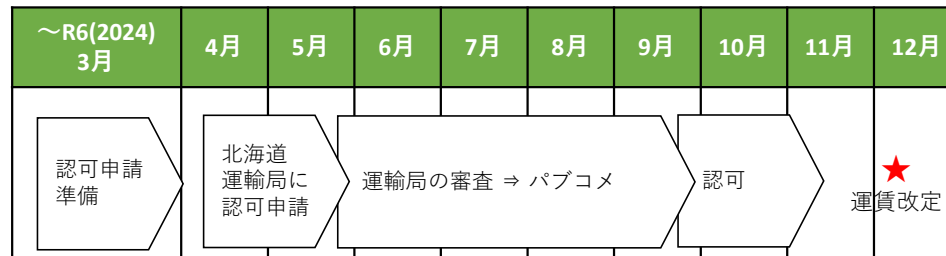 ～R6(2024)
3月
4月
5月
6月
7月
8月
9月
10月
11月
12月
認可申請
準備
北海道
運輸局に
認可申請
運輸局の審査 ⇒ パブコメ
認可
★
運賃改定